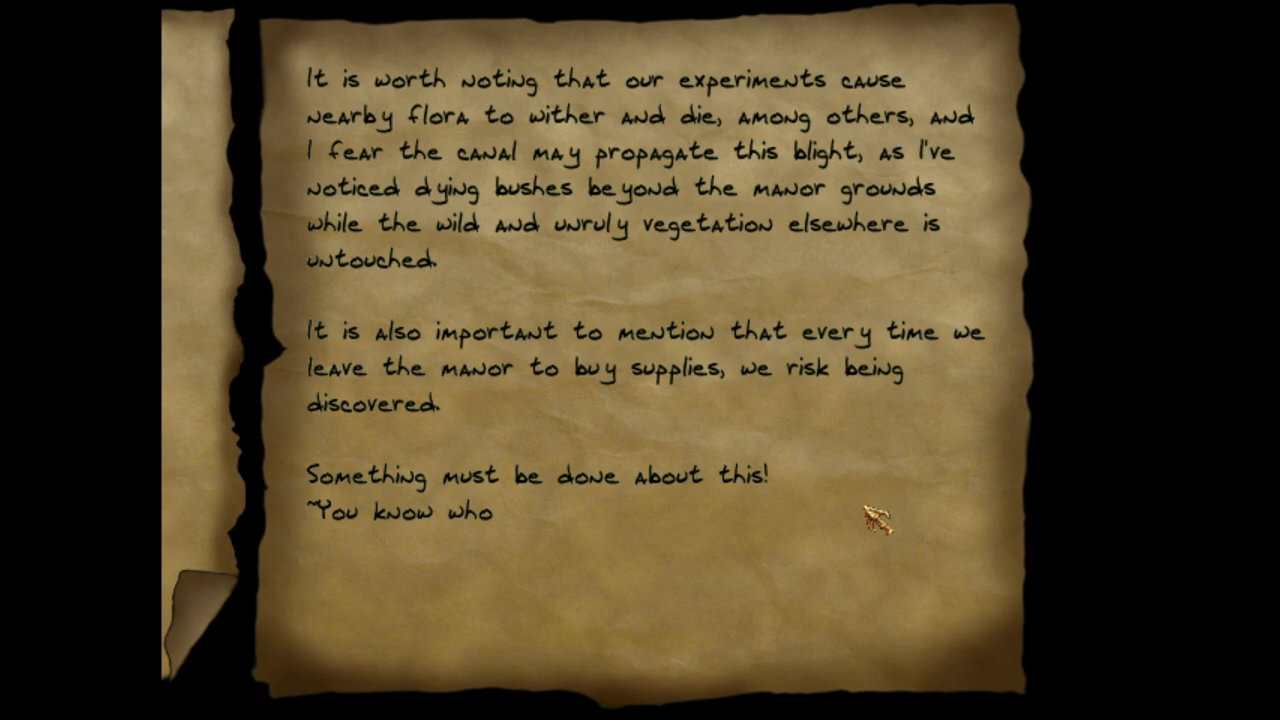 It is worth noting that our experiments cause
nearby flora to wither and die, among others, and
I fear the canal may propagate this blight, as I've
noticed dying bushes beyond the manor grounds
while the wild and unruly vegetation elsewhere is
untouched.
It is also important to mention that every time we
leave the manor to buy supplies, we risk being
discovered.
Something must be done about this!
~You know who